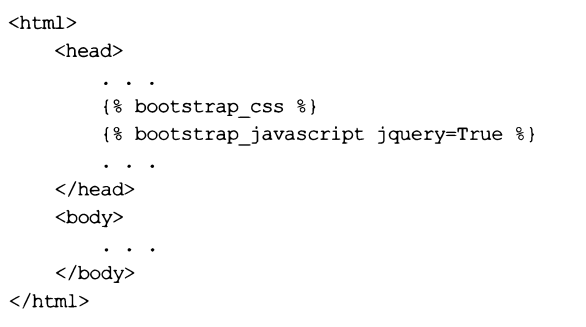 <html>
    <head>
        . . .
        {% bootstrap_css %}
        {% bootstrap_javascript jquery=True %}
        . . .
    </head>
    <body>
        . . .
    </body>
</html>